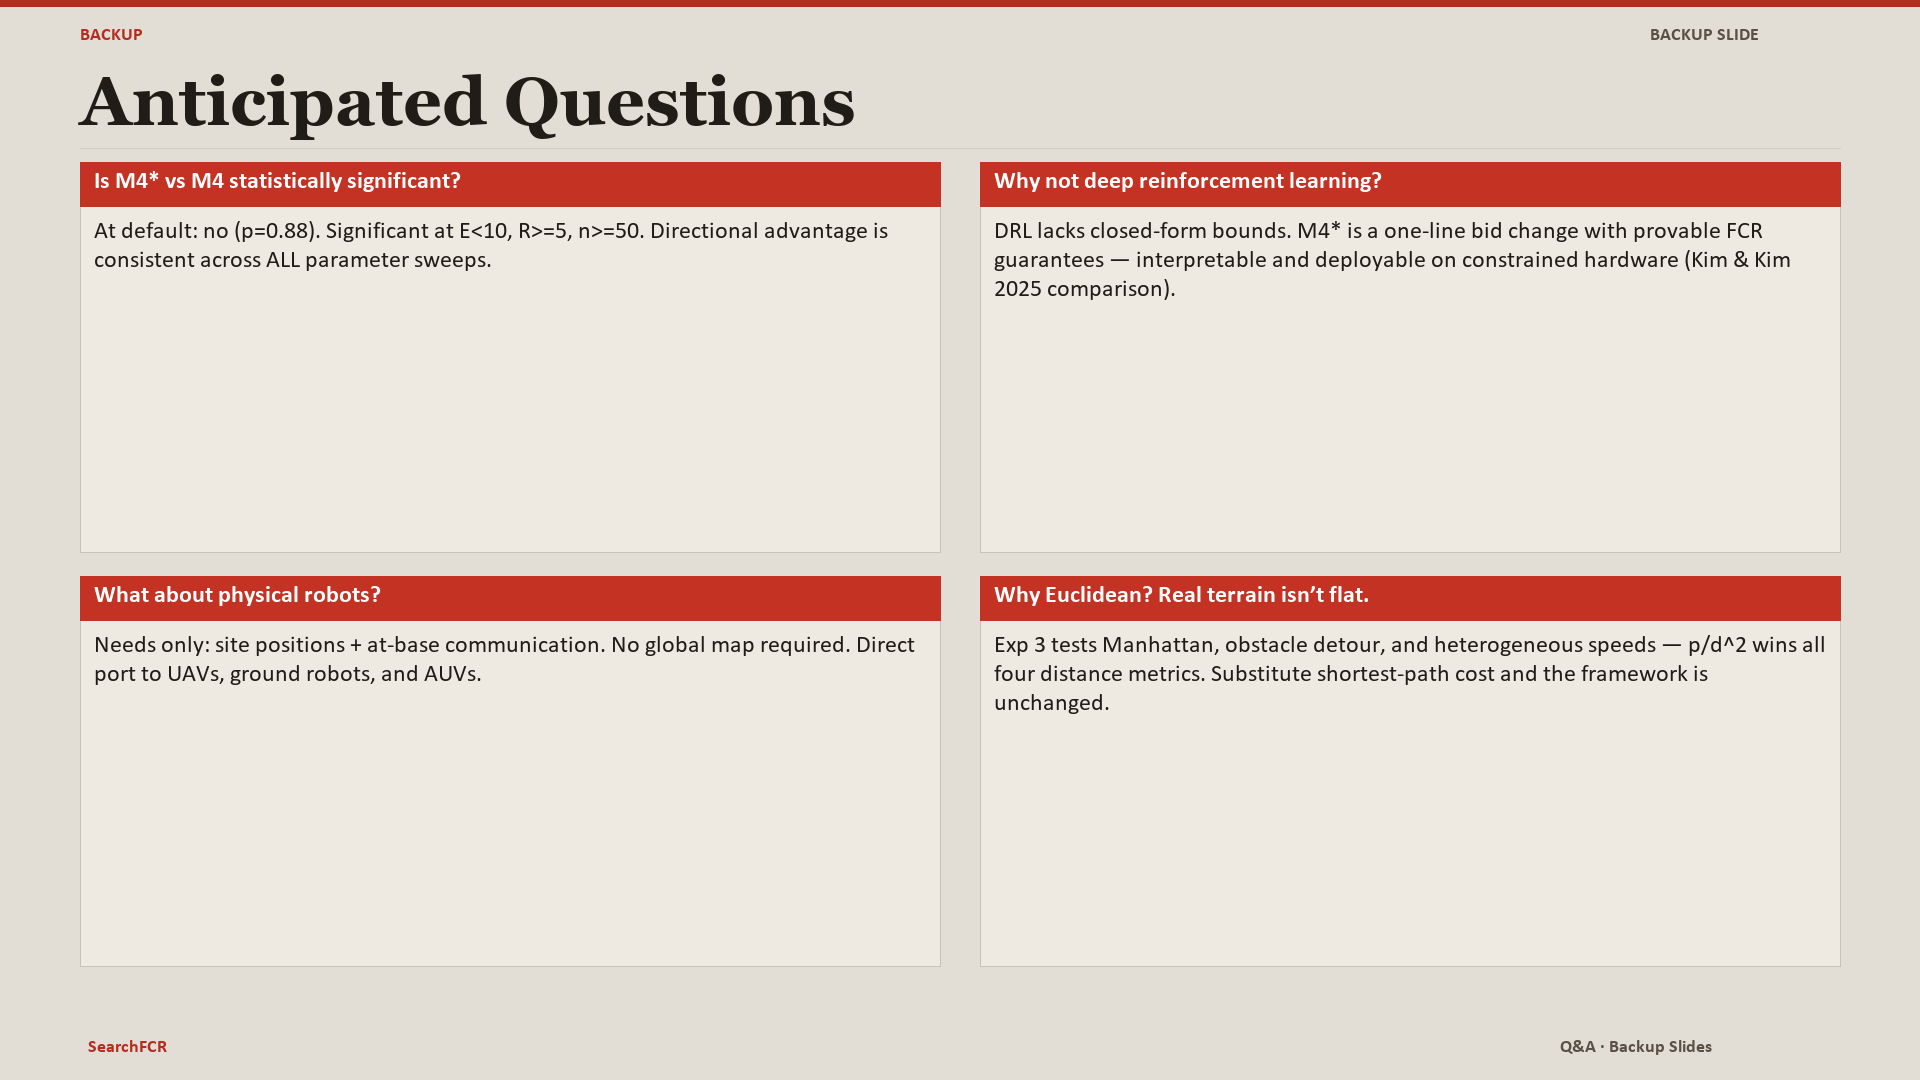 BACKUP
BACKUP SLIDE
Anticipated Questions
Is M4* vs M4 statistically significant?
At default: no (p=0.88). Significant at E<10, R>=5, n>=50. Directional advantage is
consistent across ALL parameter sweeps.
Why not deep reinforcement learning?
DRL lacks closed-form bounds. M4* is a one-line bid change with provable FCR
guarantees — interpretable and deployable on constrained hardware (Kim & Kim
2025 comparison).
What about physical robots?
Needs only: site positions + at-base communication. No global map required. Direct
port to UAVs, ground robots, and AUVs.
Why Euclidean? Real terrain isn’t flat.
Exp 3 tests Manhattan, obstacle detour, and heterogeneous speeds — p/d^2 wins all
four distance metrics. Substitute shortest-path cost and the framework is
unchanged.
SearchFCR
Q&A · Backup Slides